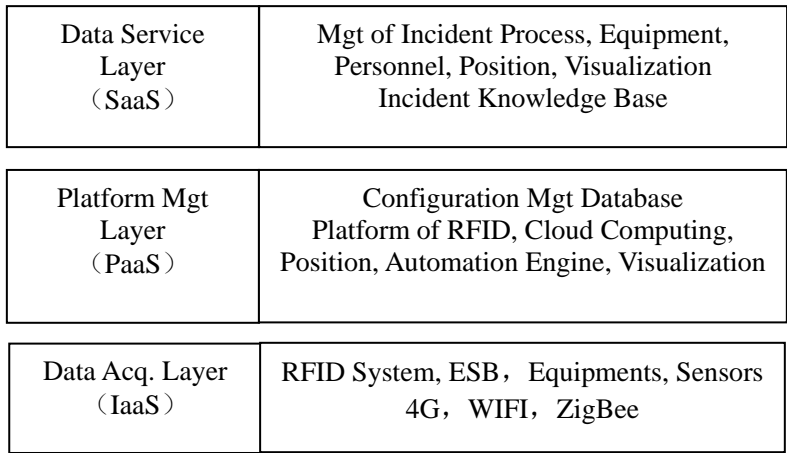 Data Service
Layer
（SaaS）
Mgt of Incident Process, Equipment,
Personnel, Position, Visualization
Incident Knowledge Base
Platform Mgt
Layer
（PaaS）
Configuration Mgt Database
Platform of RFID, Cloud Computing,
Position, Automation Engine, Visualization
Data Acq. Layer
（IaaS）
RFID System, ESB，Equipments, Sensors
4G，WIFI，ZigBee